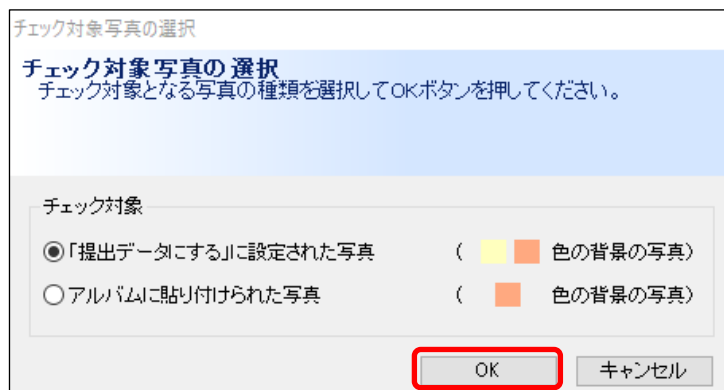 チェック対象写真の選択
チェック対象写真の選択
チェック対象となる写真の種類を選択してOKボタンを押してください。
チェック対象
「提出データにする」に設定された写真 ( 色の背景の写真)
アルバムに貼り付けられた写真 ( 色の背景の写真)
OK キャンセル